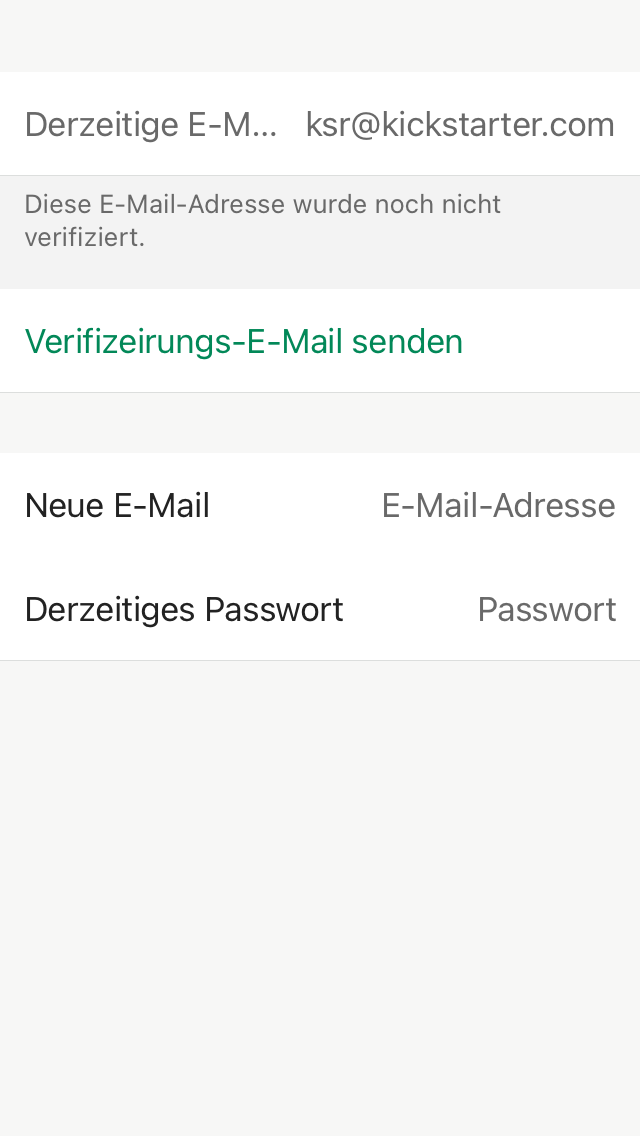 Derzeitige E-M... ksr@kickstarter.com
Diese E-Mail-Adresse wurde noch nicht
verifiziert.
Verifizeirungs-E-Mail senden
Neue E-Mail E-Mail-Adresse
Derzeitiges Passwort Passwort